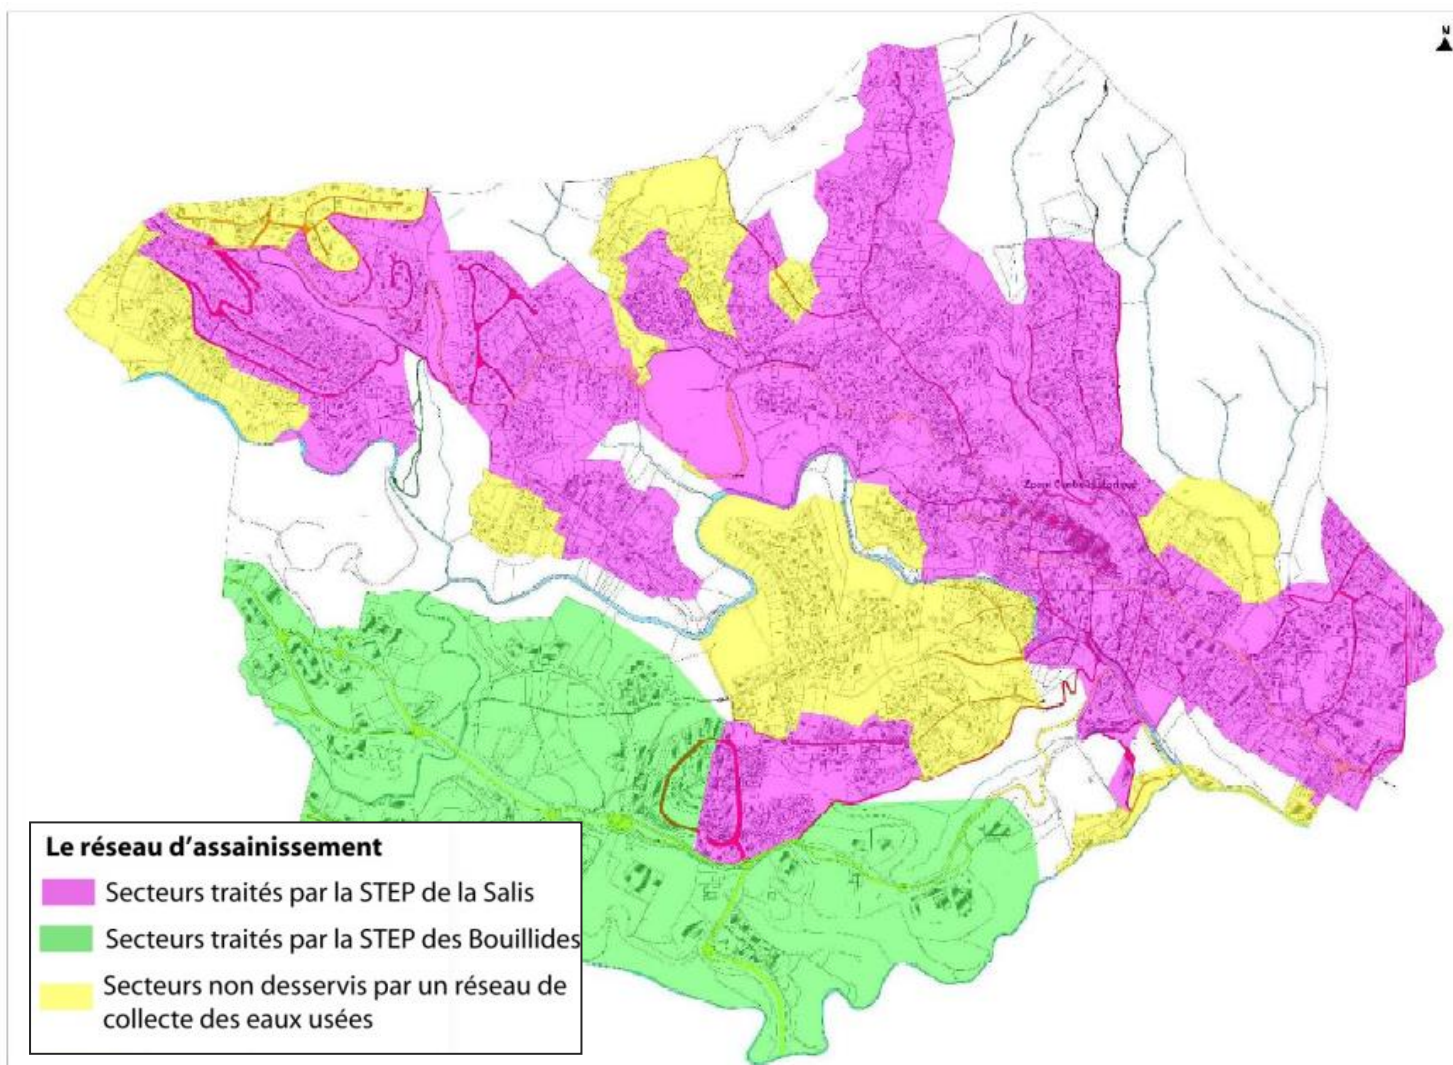 N
Le réseau d'assainissement
Secteurs traités par la STEP de la Salis
Secteurs traités par la STEP des Bouillides
Secteurs non desservis par un réseau de
collecte des eaux usées